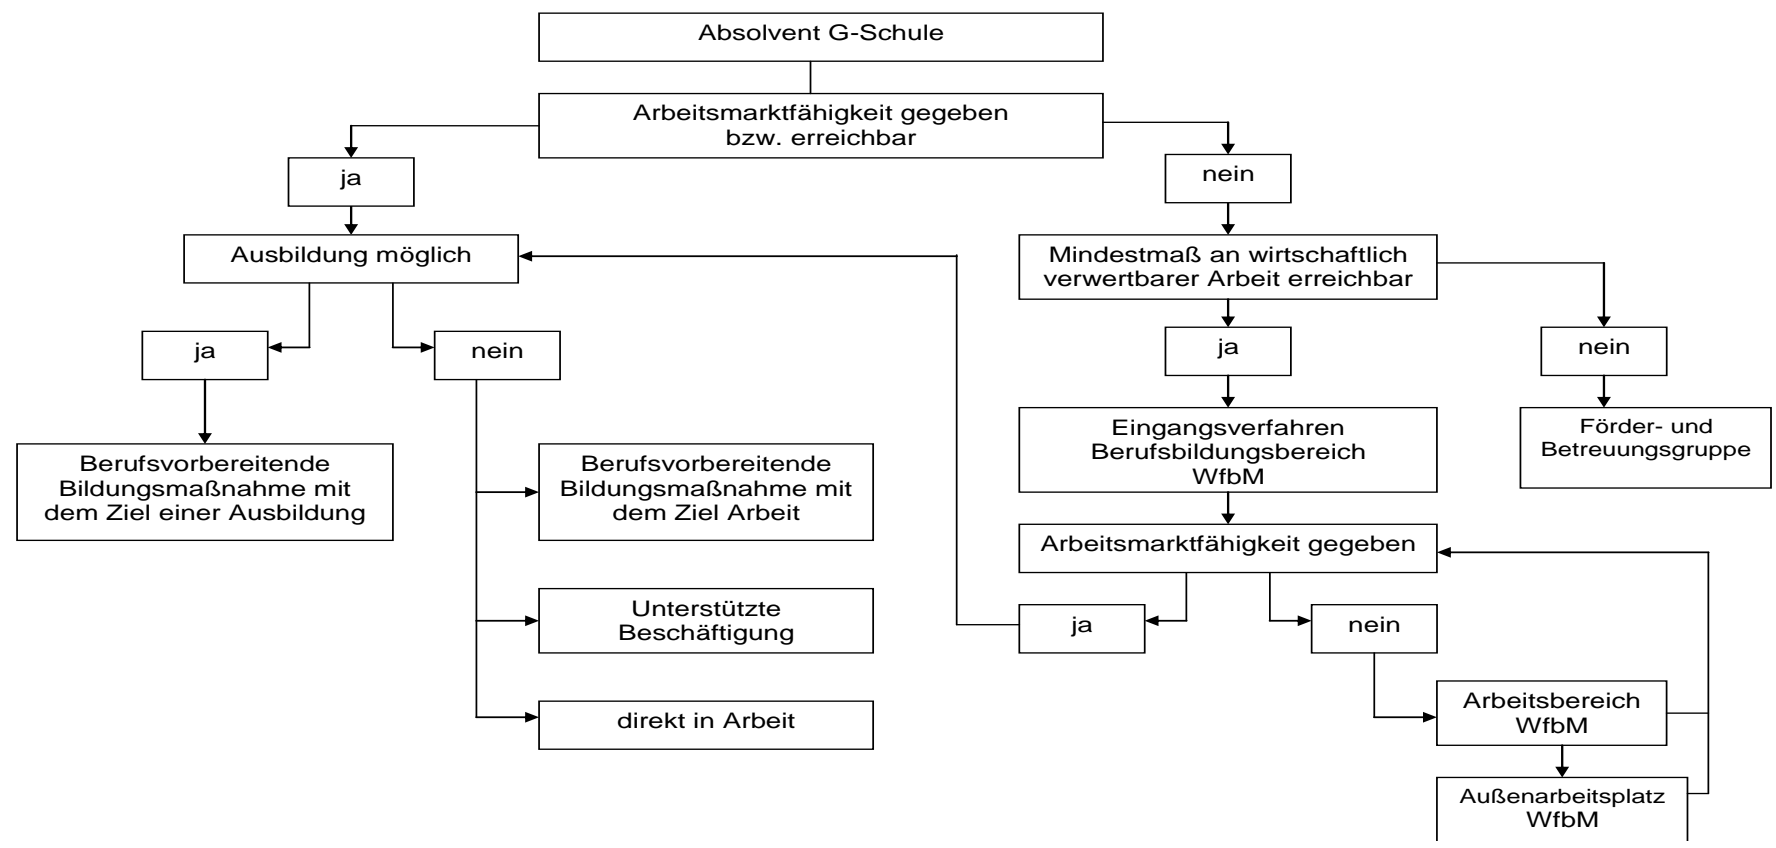 Absolvent G-Schule
Arbeitsmarktfähigkeit gegeben
bzw. erreichbar
ja
nein
Ausbildung möglich
Mindestmaß an wirtschaftlich
verwertbarer Arbeit erreichbar
ja
nein
ja
nein
Berufsvorbereitende
Bildungsmaßnahme mit
dem Ziel einer Ausbildung
Berufsvorbereitende
Bildungsmaßnahme mit
dem Ziel Arbeit
Eingangsverfahren
Berufsbildungsbereich
WfbM
Förder- und
Betreuungsgruppe
Arbeitsmarktfähigkeit gegeben
Unterstützte
Beschäftigung
ja
nein
direkt in Arbeit
Arbeitsbereich
WfbM
Außenarbeitsplatz
WfbM